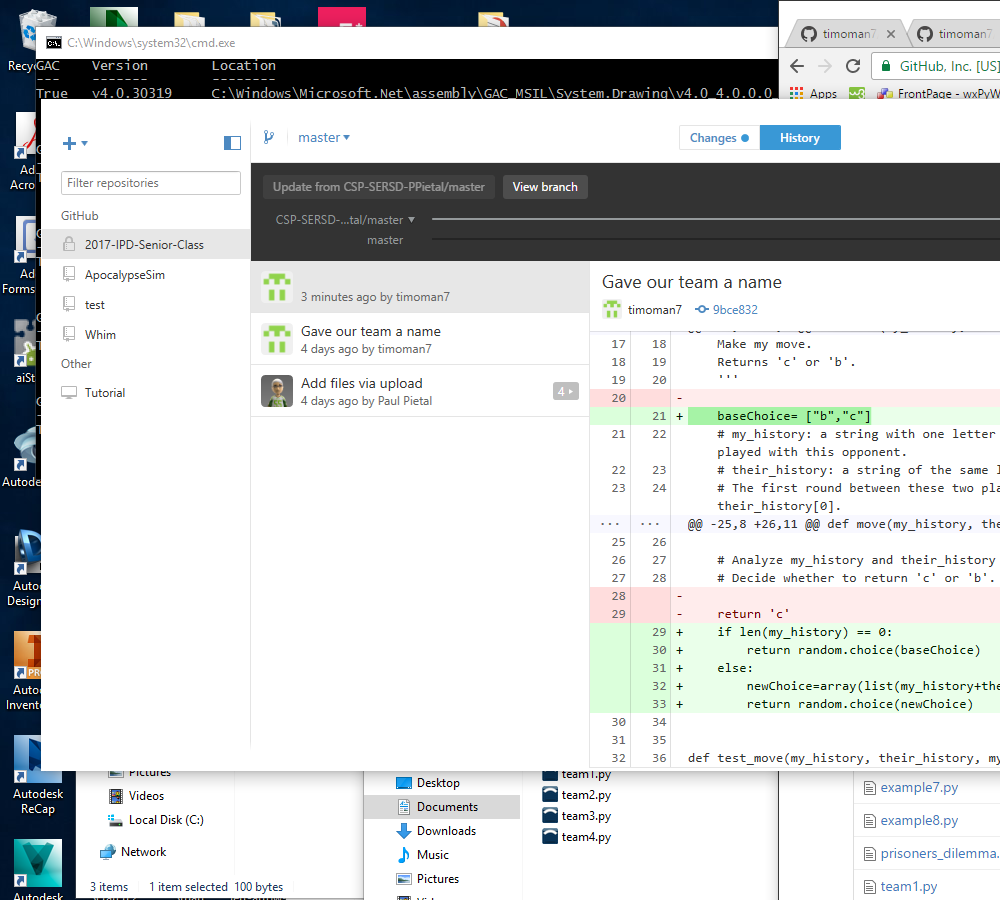 C:\Windows\system32\cmd.exe
GAC Version Location
--- ------- --------
True v4.0.30319 C:\Windows\Microsoft.Net\assembly\GAC_MSIL\System.Drawing\v4.0_4.0.0.0
timoman7
timoman7
GitHub, Inc. [US]
Apps
FrontPage - wxPyW
master
Changes
History
Filter repositories
GitHub
2017-IPD-Senior-Class
ApocalypseSim
test
Whim
Other
Tutorial
Update from CSP-SERSD-PPietal/master
View branch
CSP-SERSD-...tal/master
master
3 minutes ago by timoman7
Gave our team a name
4 days ago by timoman7
Add files via upload
4 days ago by Paul Pietal
4
Gave our team a name
timoman7 9bce832
17 18 Make my move.
18 19 Returns 'c' or 'b'.
19 20 '''
20 -
21 + baseChoice= ["b","c"]
21 22 # my_history: a string with one letter
played with this opponent.
22 23 # their_history: a string of the same l
23 24 # The first round between these two pla
their_history[0].
... ... @@ -25,8 +26,11 @@ def move(my_history, the
25 26
26 27 # Analyze my_history and their_history
27 28 # Decide whether to return 'c' or 'b'.
28 -
29 - return 'c'
29 + if len(my_history) == 0:
30 + return random.choice(baseChoice)
31 + else:
32 + newChoice=array(list(my_history+the
33 + return random.choice(newChoice)
30 34
31 35
32 36 def test_move(my_history, their_history, my
Recy
Ad
Acro
Ad
Forms
aiSt
Autode
Auto
Design
Auto
Invento
Autodesk
ReCap
Autodesk
Pictures
Videos
Local Disk (C:)
Network
3 items 1 item selected 100 bytes
Desktop
Documents
Downloads
Music
Pictures
team1.py
team2.py
team3.py
team4.py
example7.py
example8.py
prisoners_dilemma.
team1.py